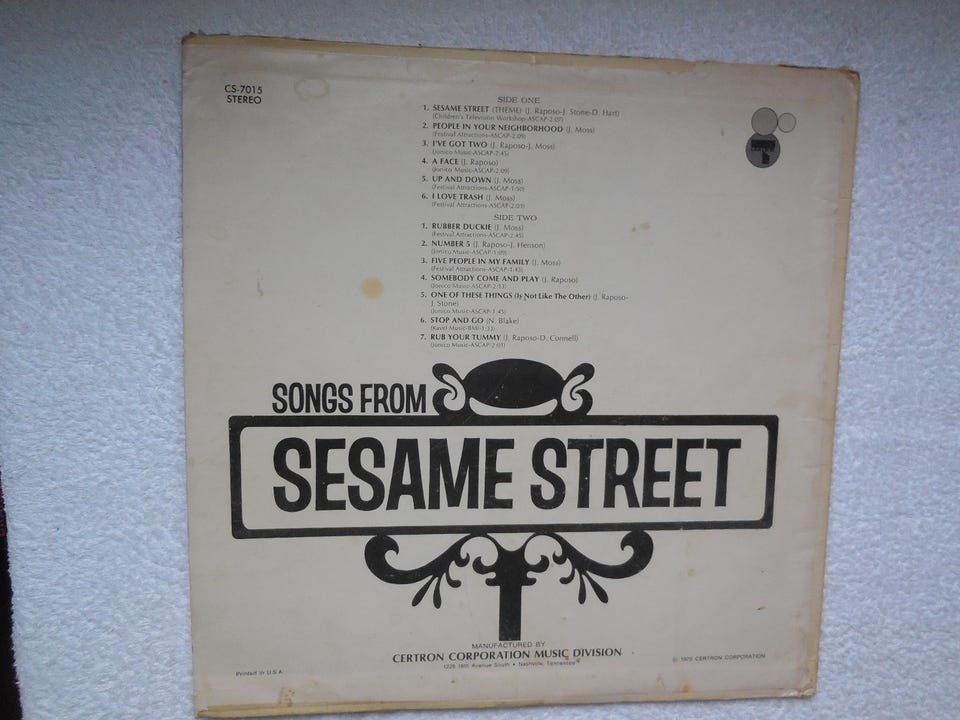 CS-7015
STEREO
SIDE ONE
1. SESAME STREET (THEME) (J. Raposo-J. Stone-D. Hart)
(Children's Television Workshop-ASCAP-2:07)
2. PEOPLE IN YOUR NEIGHBORHOOD (J. Moss)
(Festival Attractions-ASCAP-2:09)
3. I'VE GOT TWO (J. Raposo-J. Moss)
(Jonico Music-ASCAP-2:45)
4. A FACE (J. Raposo)
(Jonico Music-ASCAP-2:09)
5. UP AND DOWN (J. Moss)
(Festival Attractions-ASCAP-1:50)
6. I LOVE TRASH (J. Moss)
(Festival Attractions-ASCAP-2:03)
SIDE TWO
1. RUBBER DUCKIE (J. Moss)
(Festival Attractions-ASCAP-2:45)
2. NUMBER 5 (J. Raposo-J. Henson)
(Jonico Music-ASCAP-1:09)
3. FIVE PEOPLE IN MY FAMILY (J. Moss)
(Festival Attractions-ASCAP-1:43)
4. SOMEBODY COME AND PLAY (J. Raposo)
(Jonico Music-ASCAP-2:13)
5. ONE OF THESE THINGS (Is Not Like The Other) (J. Raposo-
J. Stone)
(Jonico Music-ASCAP-1:45)
6. STOP AND GO (N. Blake)
(Kavel Music-BMI-1:33)
7. RUB YOUR TUMMY (J. Raposo-D. Connell)
(Jonico Music-ASCAP-2:01)
SONGS FROM
SESAME STREET
MANUFACTURED BY
CERTRON CORPORATION MUSIC DIVISION
1226 16th Avenue South • Nashville, Tennessee
Printed in U.S.A.
© 1970 CERTRON CORPORATION